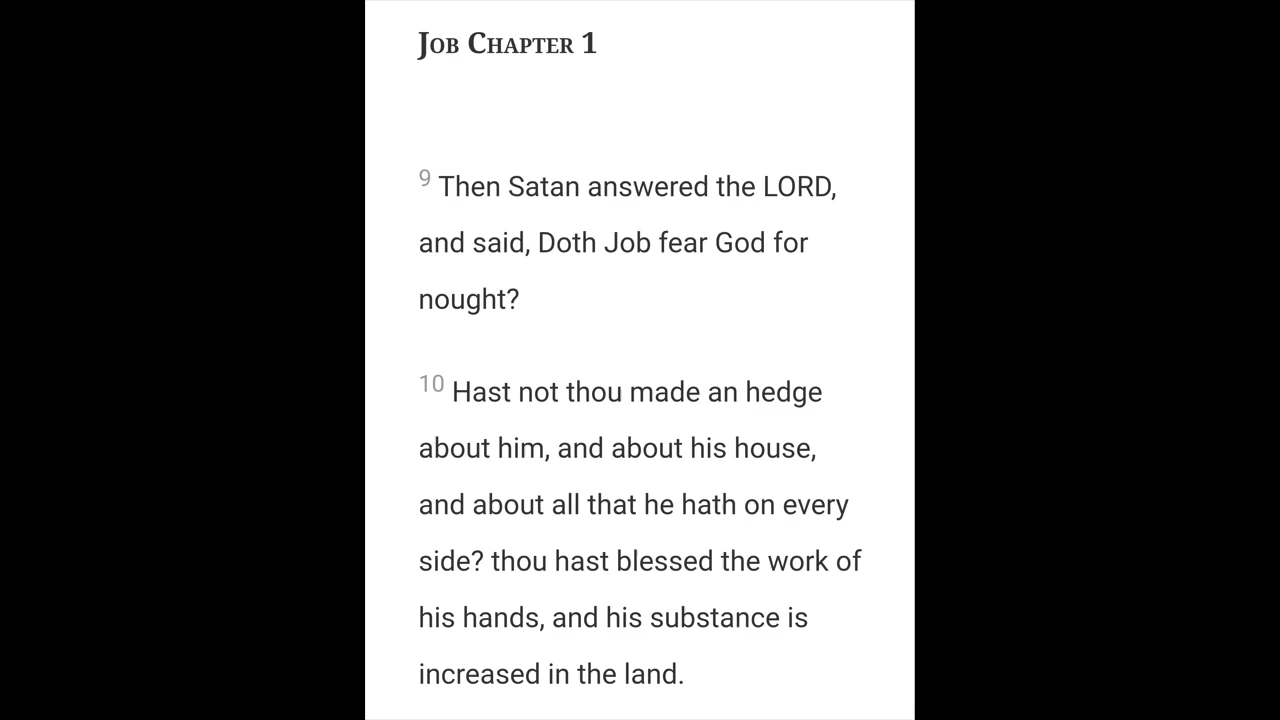 Job Chapter 1
9 Then Satan answered the LORD,
and said, Doth Job fear God for
nought?
10 Hast not thou made an hedge
about him, and about his house,
and about all that he hath on every
side? thou hast blessed the work of
his hands, and his substance is
increased in the land.